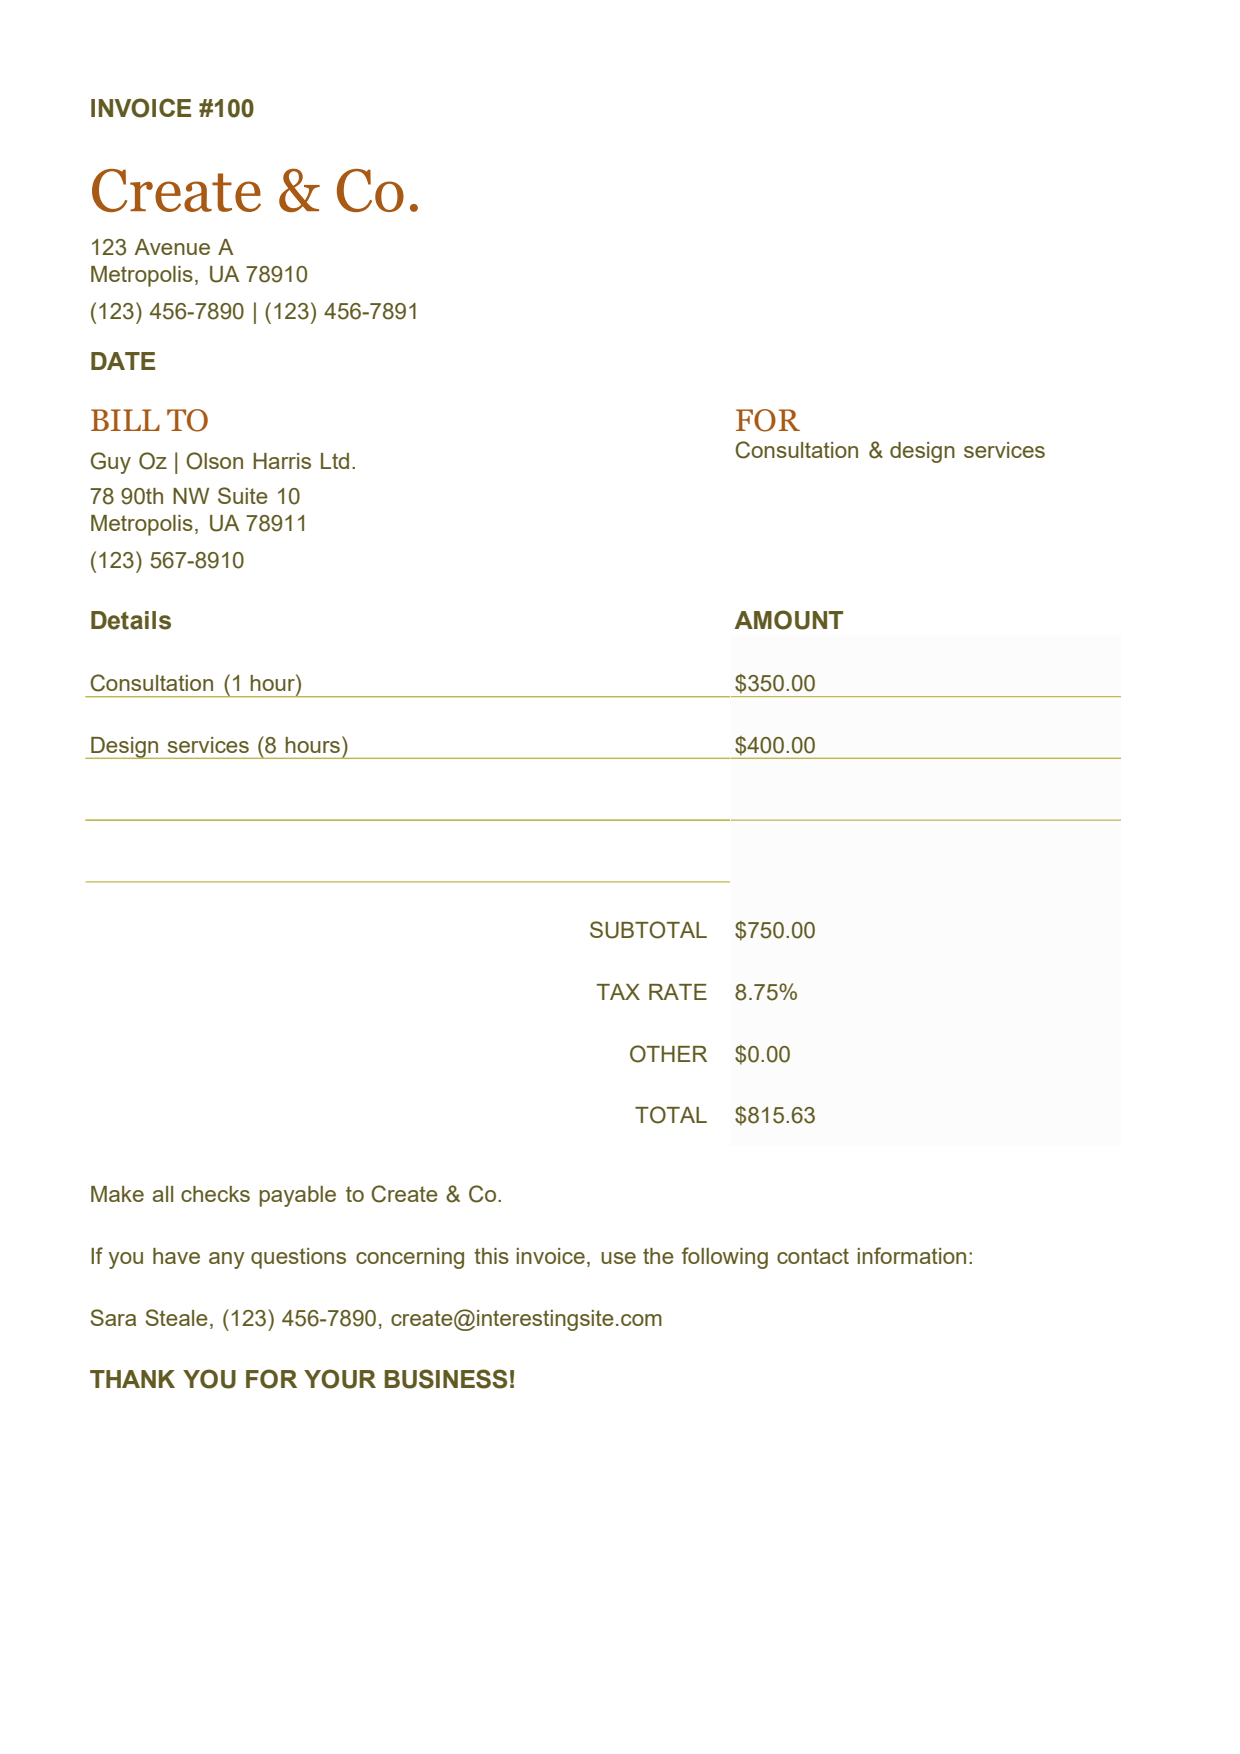 INVOICE #100
Create & Co.
123 Avenue A
Metropolis, UA 78910
(123) 456-7890 | (123) 456-7891
DATE
BILL TO
Guy Oz | Olson Harris Ltd.
78 90th NW Suite 10
Metropolis, UA 78911
(123) 567-8910
FOR
Consultation & design services
Details AMOUNT
Consultation (1 hour) $350.00
Design services (8 hours) $400.00
SUBTOTAL $750.00
TAX RATE 8.75%
OTHER $0.00
TOTAL $815.63
Make all checks payable to Create & Co.
If you have any questions concerning this invoice, use the following contact information:
Sara Steale, (123) 456-7890, create@interestingsite.com
THANK YOU FOR YOUR BUSINESS!